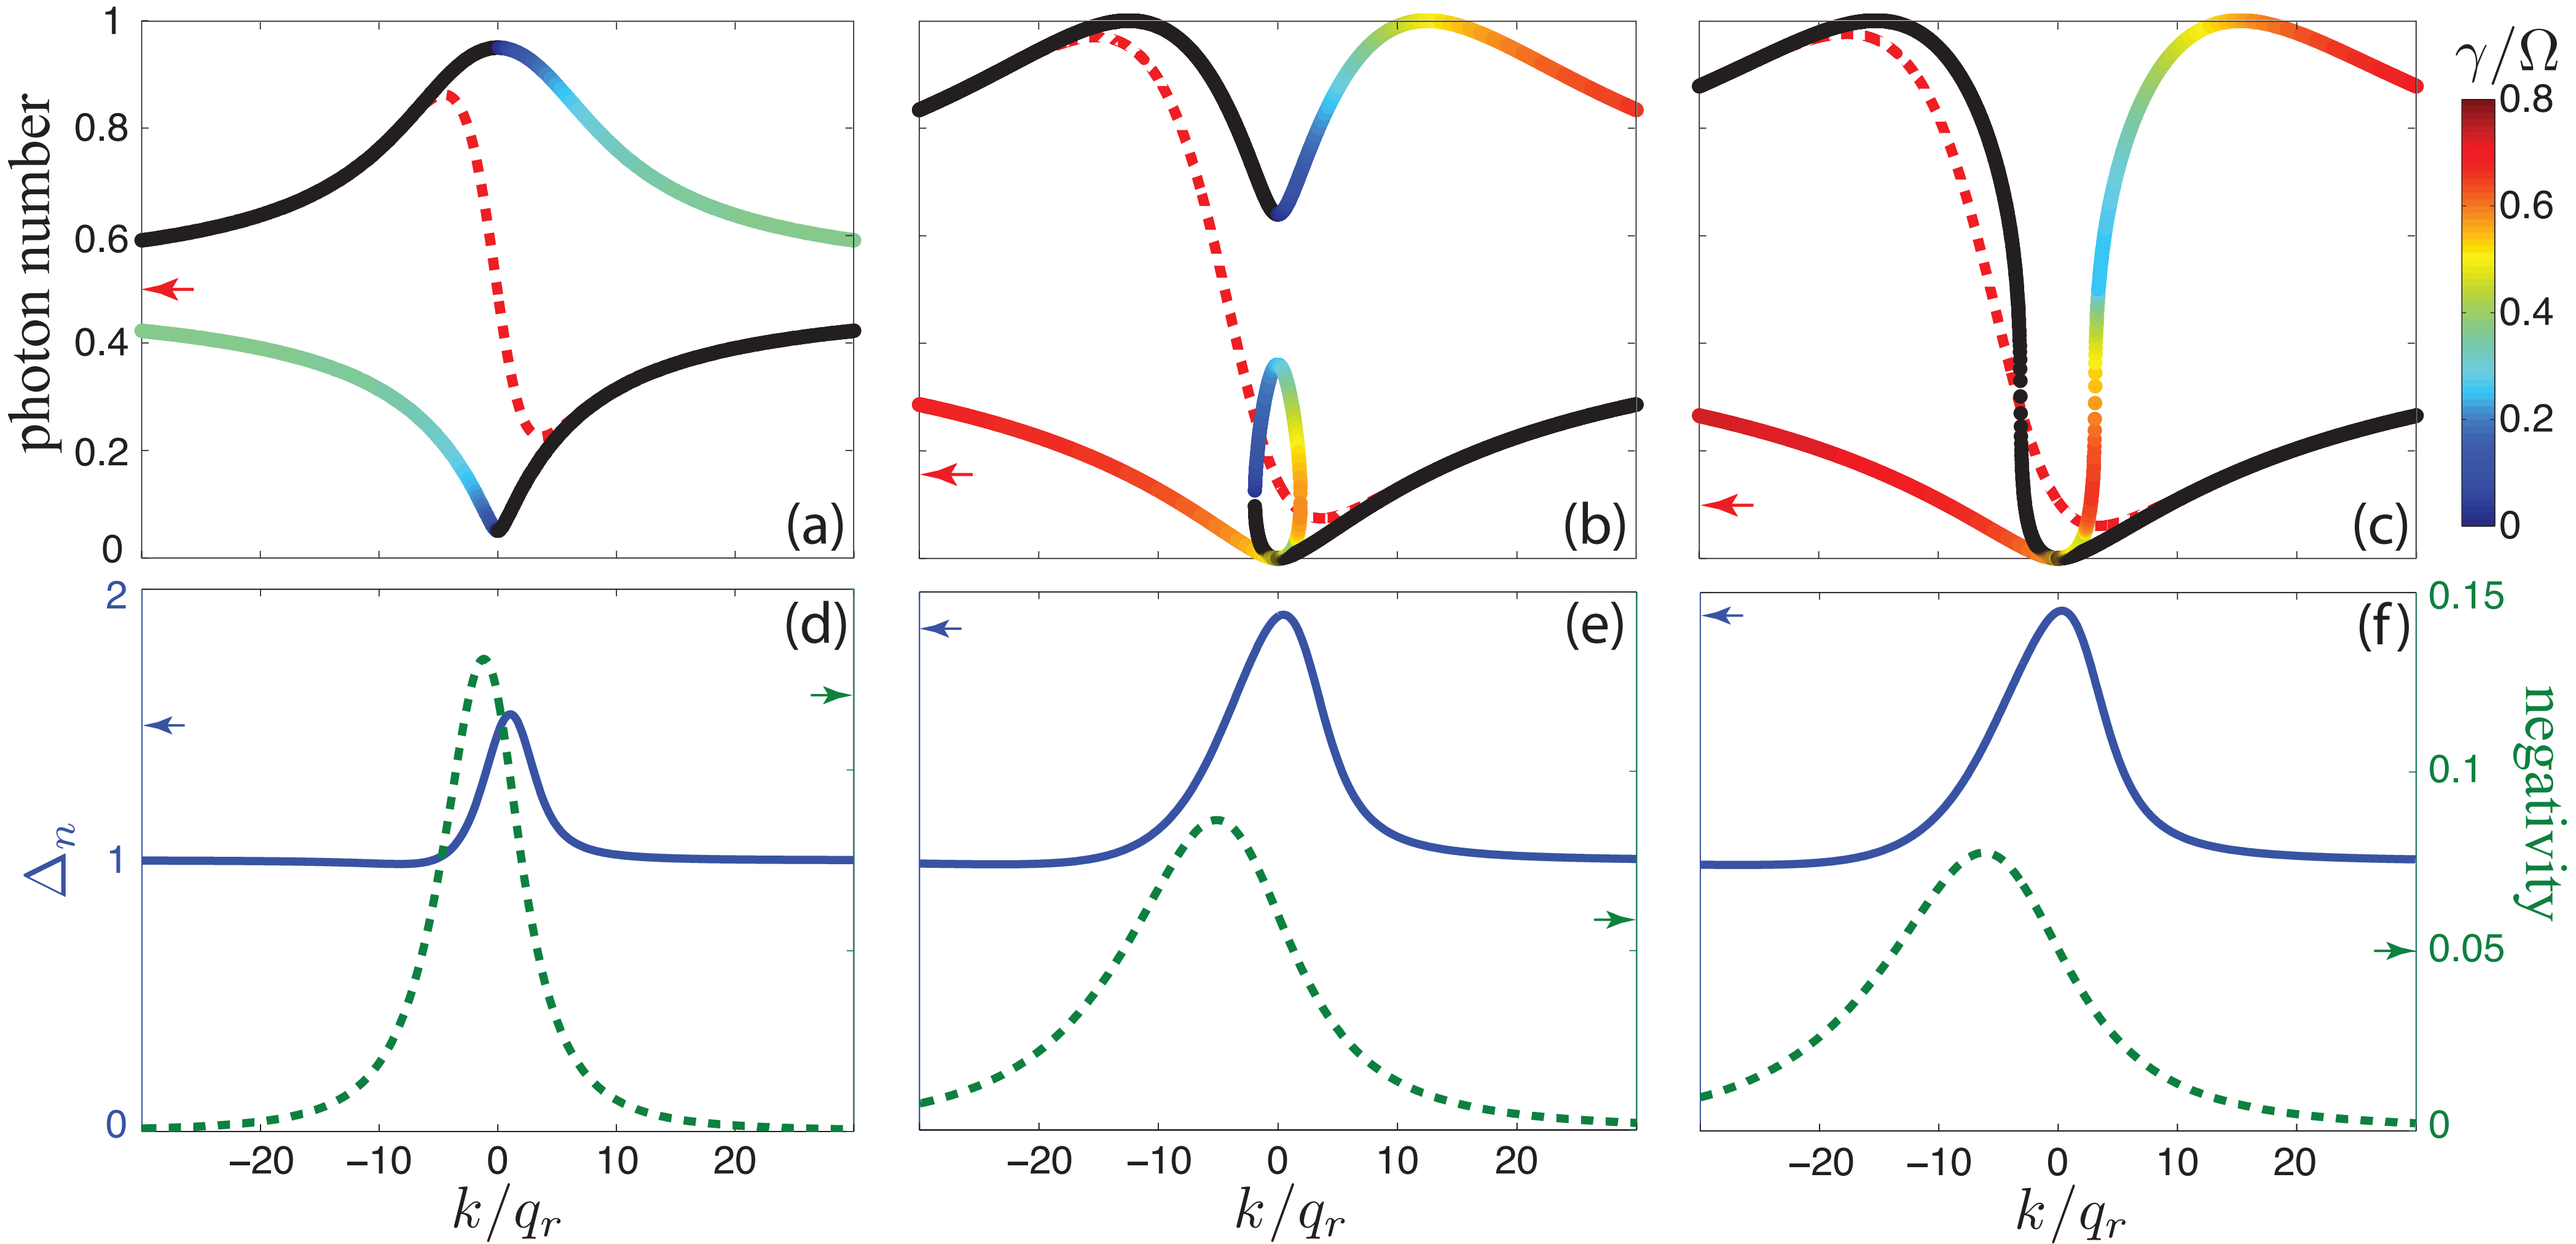 photon number
1
0.8
0.6
0.4
0.2
0
(a)
(b)
(c)
γ/Ω
0.8
0.6
0.4
0.2
0
Δn
2
1
0
(d)
(e)
(f)
0.15
0.1
0.05
0
negativity
−20 −10 0 10 20
−20 −10 0 10 20
−20 −10 0 10 20
k/qr
k/qr
k/qr